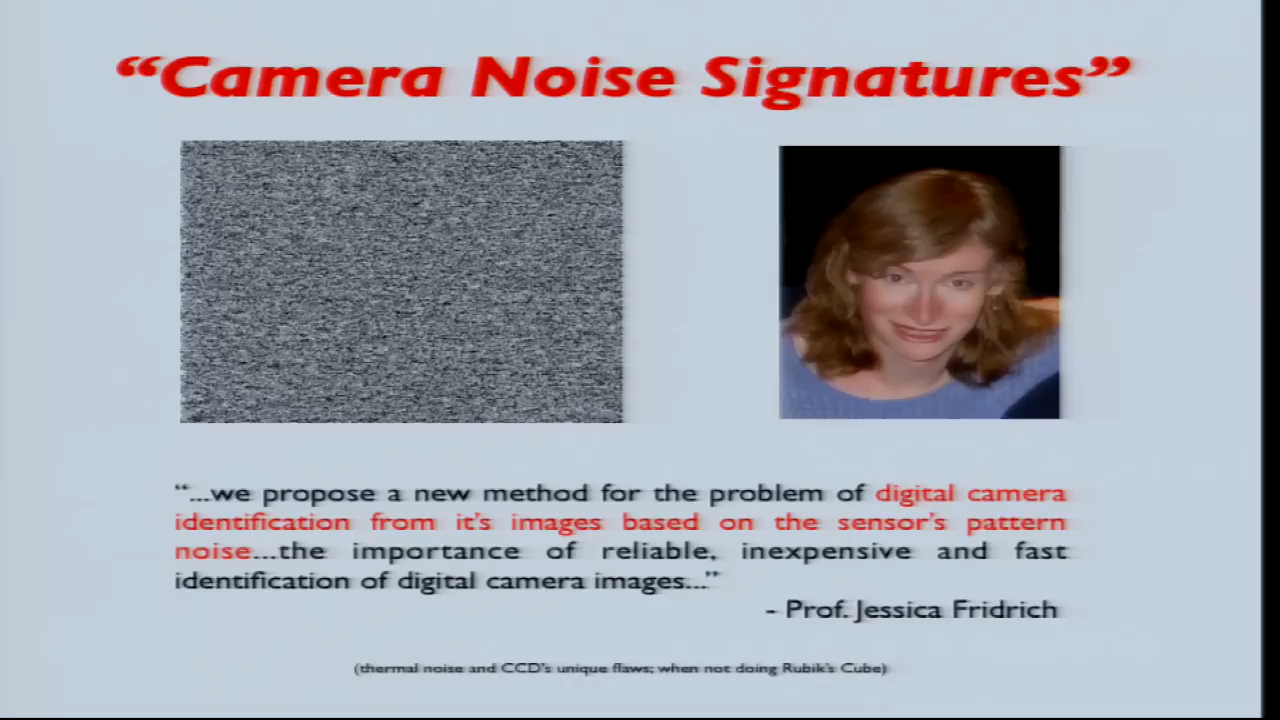 “Camera Noise Signatures”
“...we propose a new method for the problem of digital camera
identification from it's images based on the sensor's pattern
noise...the importance of reliable, inexpensive and fast
identification of digital camera images...”
- Prof. Jessica Fridrich
(thermal noise and CCD's unique flaws; when not doing Rubik's Cube)